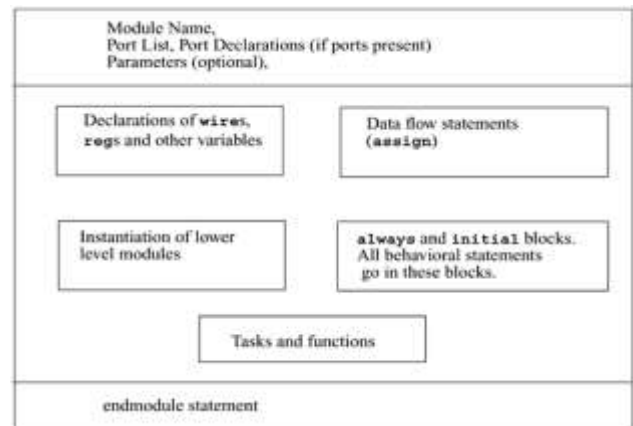 Module Name,
Port List, Port Declarations (if ports present)
Parameters (optional),
Declarations of wires,
regs and other variables
Data flow statements
(assign)
Instantiation of lower
level modules
always and initial blocks.
All behavioral statements
go in these blocks.
Tasks and functions
endmodule statement